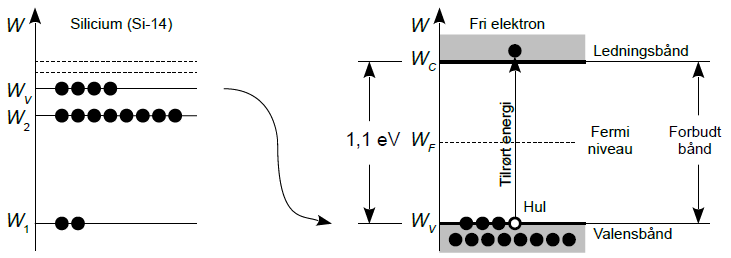 W
Silicium (Si-14)
W_V
W_2
W_1
W
Fri elektron
Ledningsbånd
W_C
1,1 eV
W_F
Tilrørt energi
Fermi
niveau
Forbudt
bånd
Hul
W_V
Valensbånd